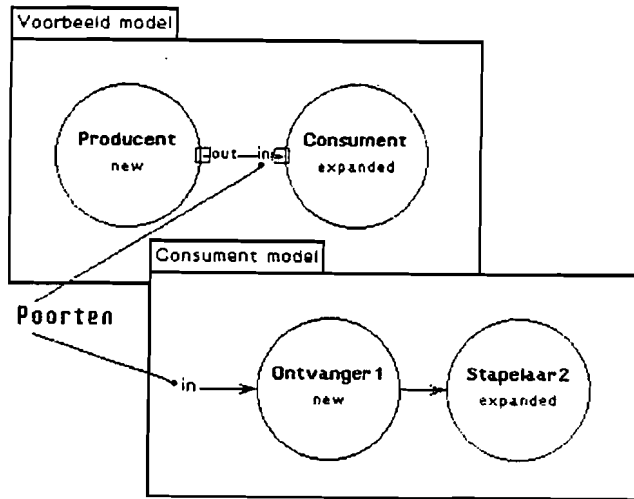 Voorbeeld model
Producent
new
out
in
Consument
expanded
Consument model
Poorten
in
Ontvanger1
new
Stapelaar2
expanded